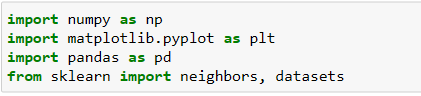 import numpy as np
import matplotlib.pyplot as plt
import pandas as pd
from sklearn import neighbors, datasets